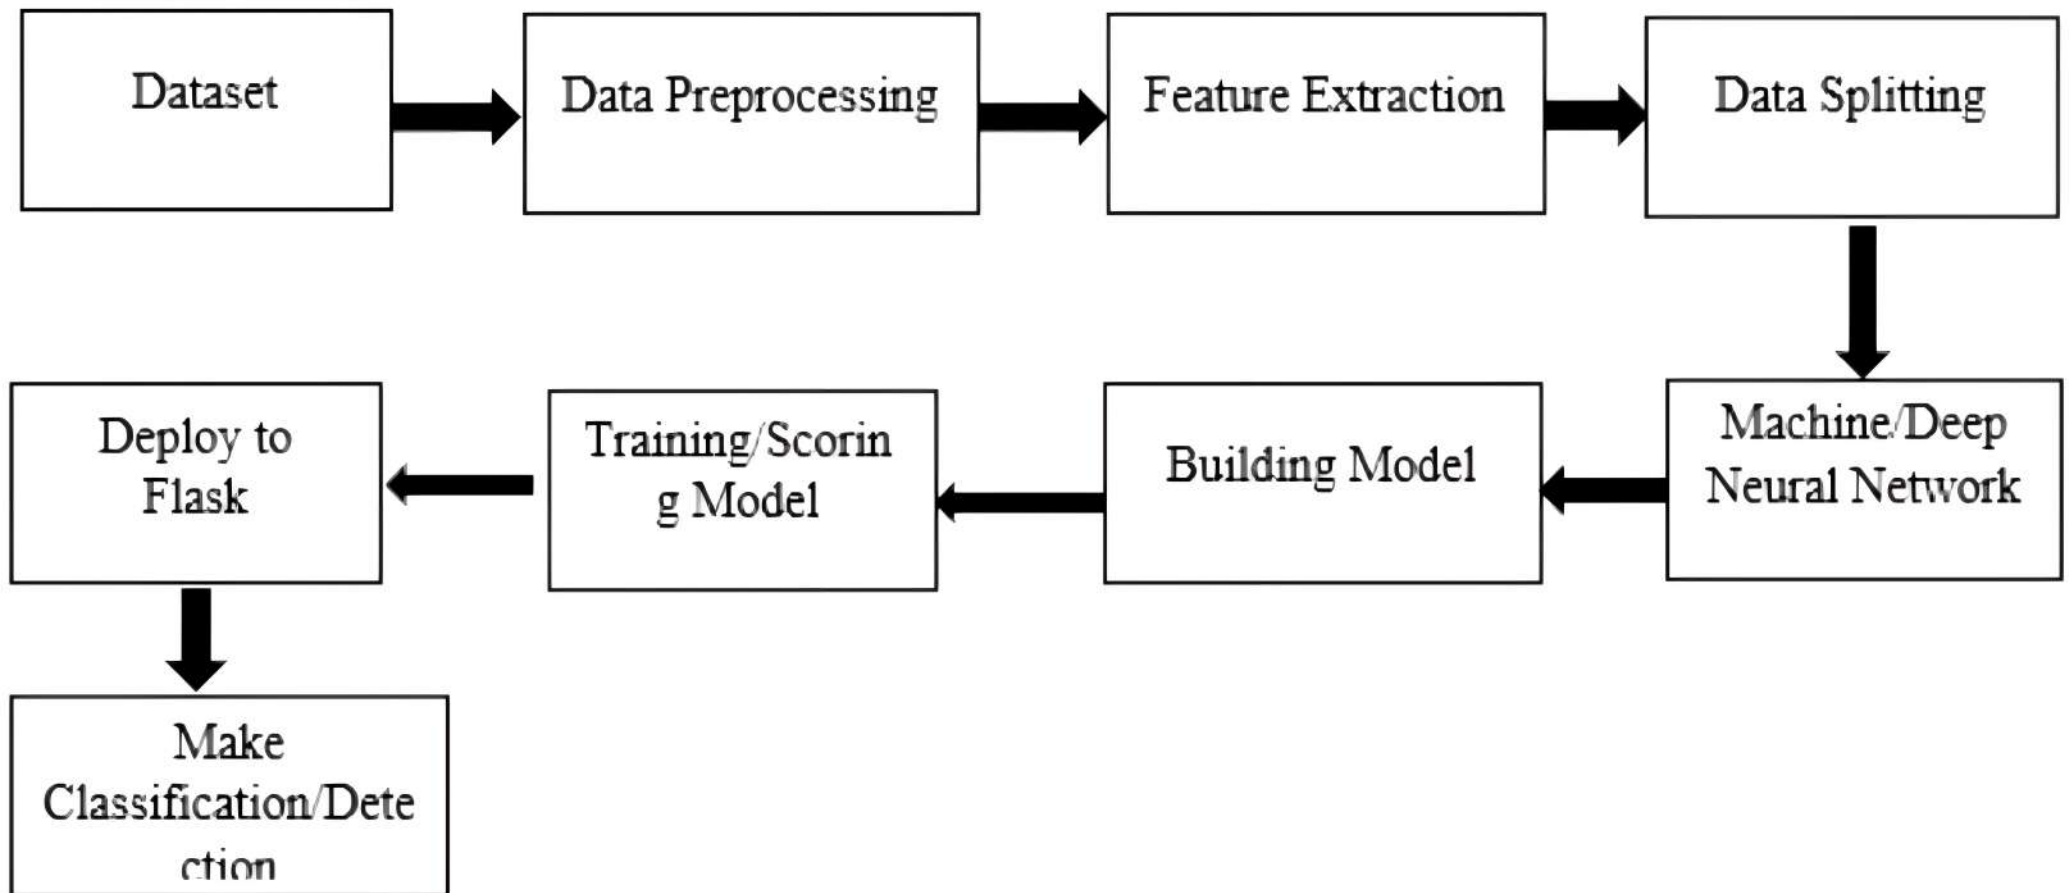 Dataset
Data Preprocessing
Feature Extraction
Data Splitting
Machine/Deep
Neural Network
Building Model
Training/Scorin
g Model
Deploy to
Flask
Make
Classification/Dete
ction